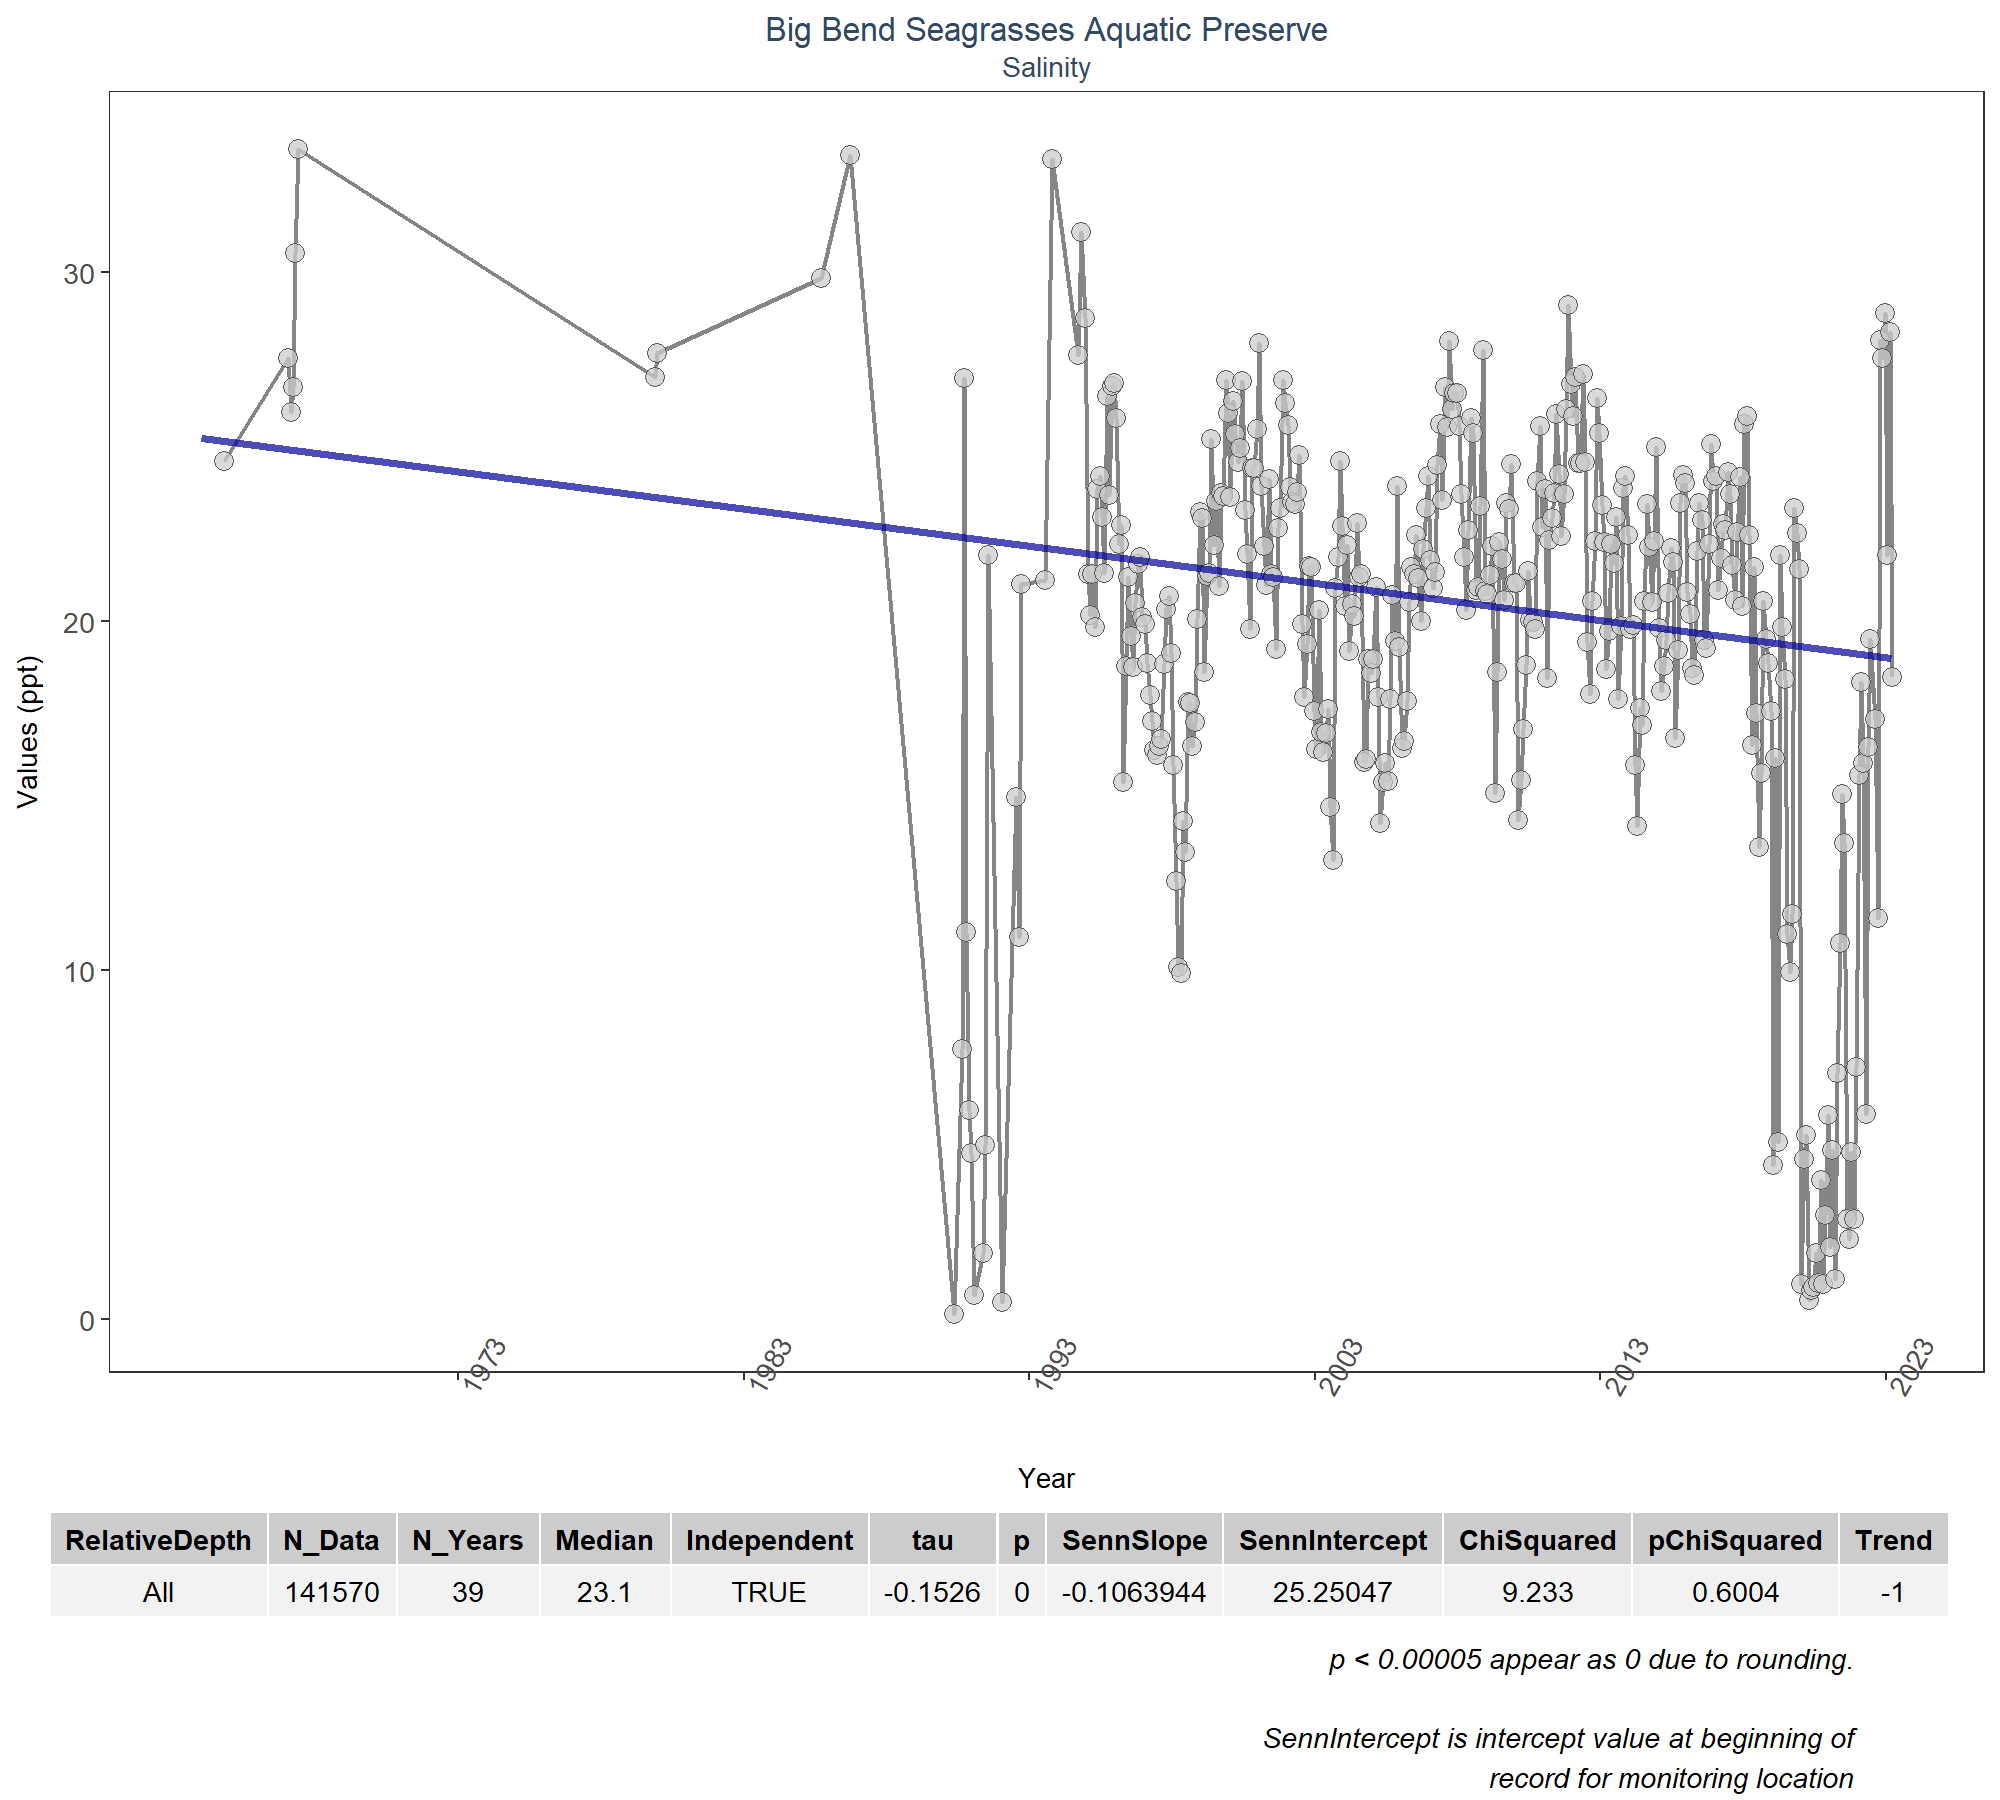 Big Bend Seagrasses Aquatic Preserve
Salinity
Values (ppt)
30
20
10
0
1973
1983
1993
2003
2013
2023
Year
RelativeDepth N_Data N_Years Median Independent tau p SennSlope SennIntercept ChiSquared pChiSquared Trend
All 141570 39 23.1 TRUE -0.1526 0 -0.1063944 25.25047 9.233 0.6004 -1
p < 0.00005 appear as 0 due to rounding.
SennIntercept is intercept value at beginning of
record for monitoring location